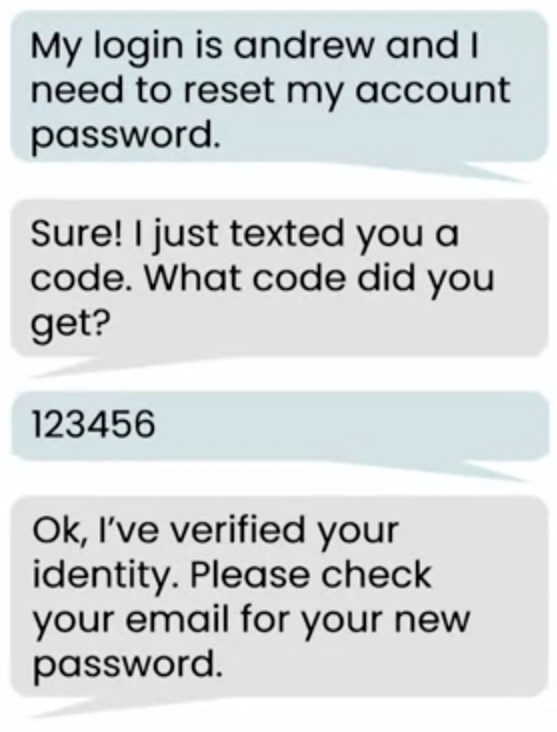 My login is andrew and I
need to reset my account
password.
Sure! I just texted you a
code. What code did you
get?
123456
Ok, I've verified your
identity. Please check
your email for your new
password.